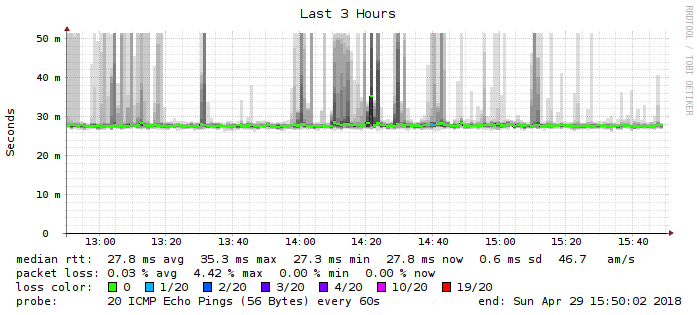 Last 3 Hours
RRDTOOL / TOBI OETIKER
Seconds
50 m
40 m
30 m
20 m
10 m
0
13:00 13:20 13:40 14:00 14:20 14:40 15:00 15:20 15:40
median rtt: 27.8 ms avg 35.3 ms max 27.3 ms min 27.8 ms now 0.6 ms sd 46.7 am/s
packet loss: 0.03 % avg 4.42 % max 0.00 % min 0.00 % now
loss color: 0 1/20 2/20 3/20 4/20 10/20 19/20
probe: 20 ICMP Echo Pings (56 Bytes) every 60s end: Sun Apr 29 15:50:02 2018